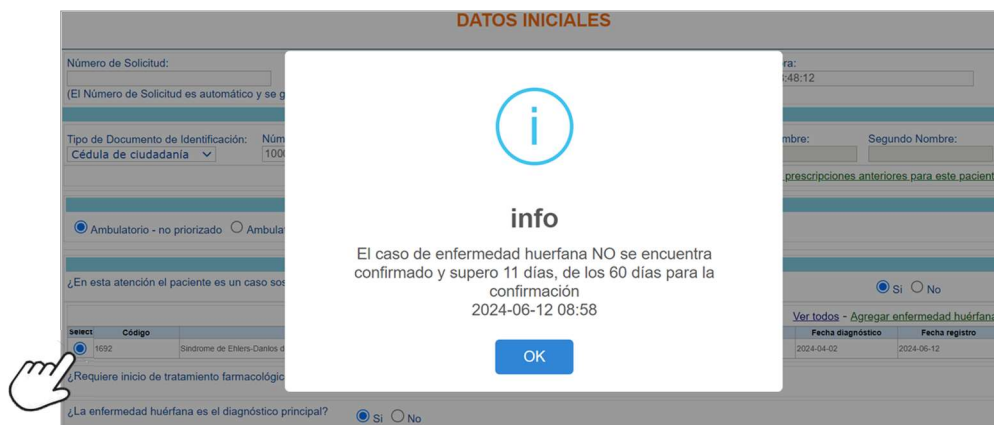 DATOS INICIALES
Número de Solicitud:
ra:
:48:12
(El Número de Solicitud es automático y se g
Tipo de Documento de Identificación: Núm
mbre: Segundo Nombre:
Cédula de ciudadanía 1000
prescripciones anteriores para este pacient
info
Ambulatorio - no priorizado Ambula
El caso de enfermedad huerfana NO se encuentra
confirmado y supero 11 días, de los 60 días para la
confirmación
2024-06-12 08:58
OK
¿En esta atención el paciente es un caso sos
Si No
Ver todos - Agregar enfermedad huérfana
Select Código Fecha diagnóstico Fecha registro
1692 Sindrome de Ehlers-Danlos d 2024-04-02 2024-06-12
¿Requiere inicio de tratamiento farmacológic
¿La enfermedad huérfana es el diagnóstico principal? Si No